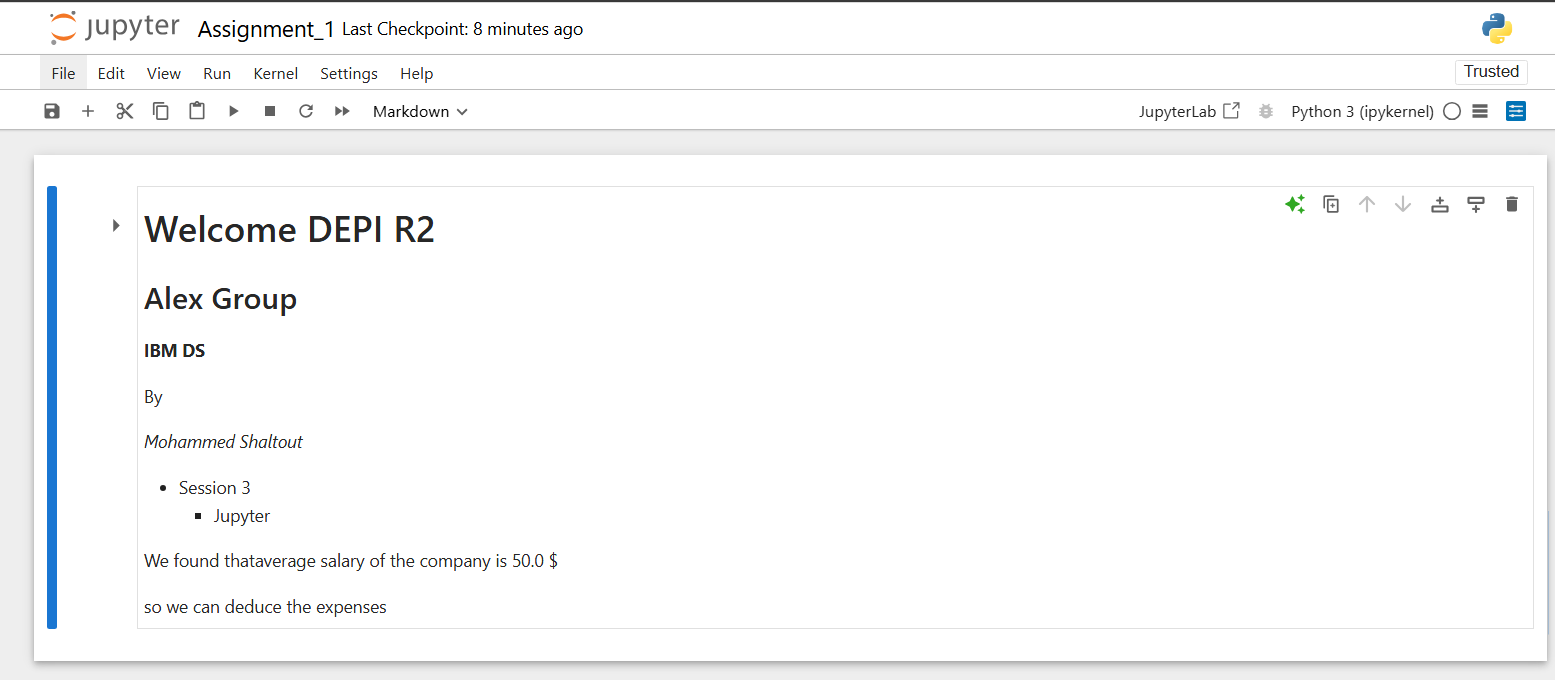 jupyter Assignment_1 Last Checkpoint: 8 minutes ago
File Edit View Run Kernel Settings Help Trusted
Markdown JupyterLab Python 3 (ipykernel)
Welcome DEPI R2
Alex Group
IBM DS
By
Mohammed Shaltout
Session 3
Jupyter
We found thataverage salary of the company is 50.0 $
so we can deduce the expenses